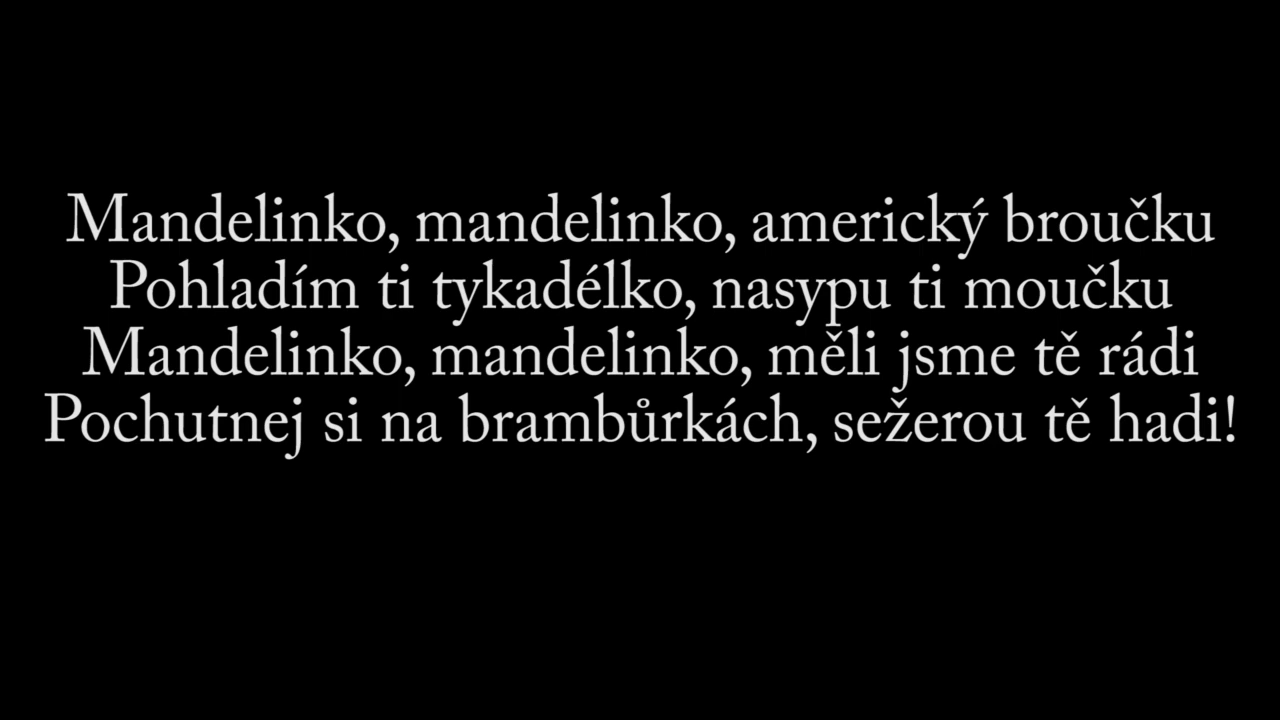 Mandelinko, mandelinko, americký broučku
Pohladím ti tykadélko, nasypu ti moučku
Mandelinko, mandelinko, měli jsme tě rádi
Pochutnej si na brambůrkách, sežerou tě hadi!